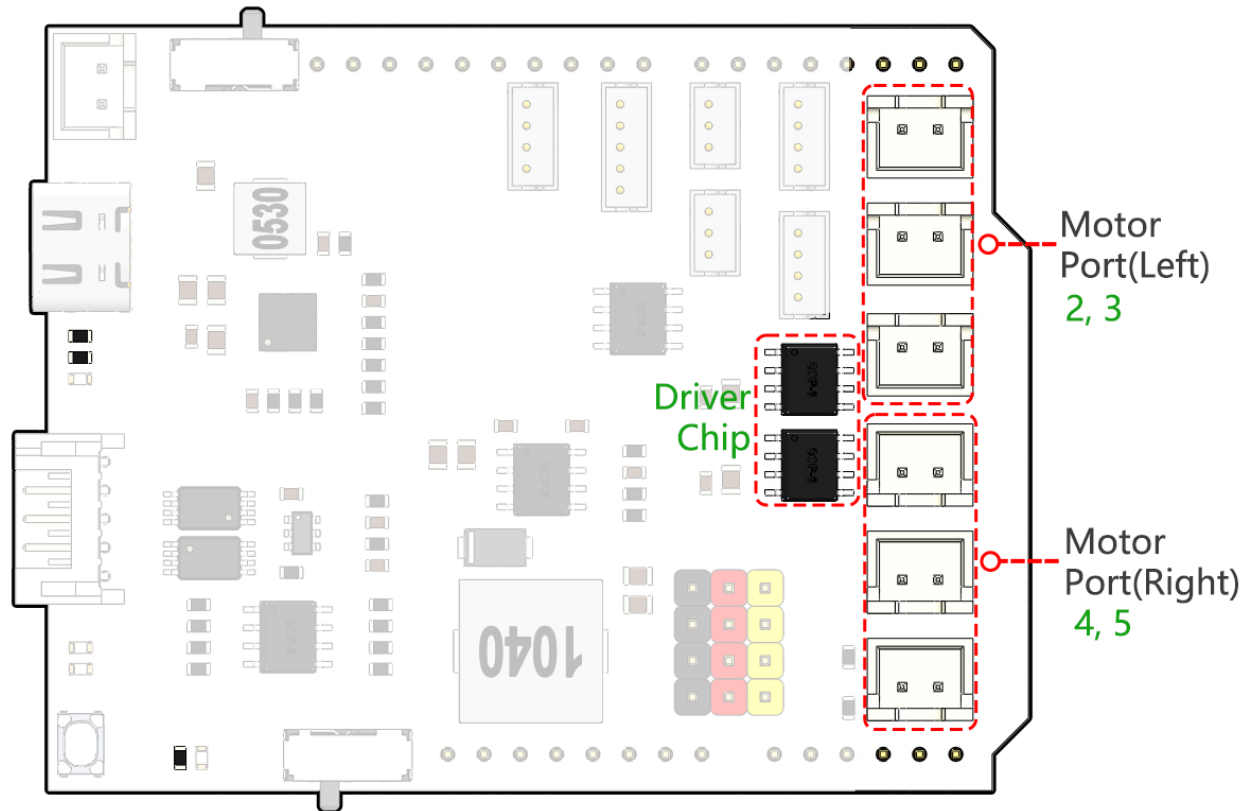 0530
Motor
Port(Left)
2, 3
Driver
Chip
Motor
Port(Right)
4, 5
1040